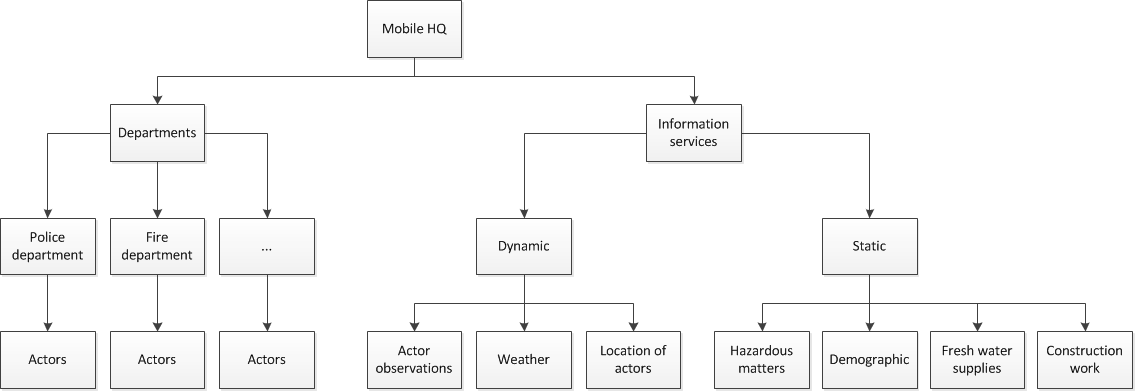 Mobile HQ
Departments
Information
services
Police
department
Fire
department
...
Dynamic
Static
Actors
Actors
Actors
Actor
observations
Weather
Location of
actors
Hazardous
matters
Demographic
Fresh water
supplies
Construction
work